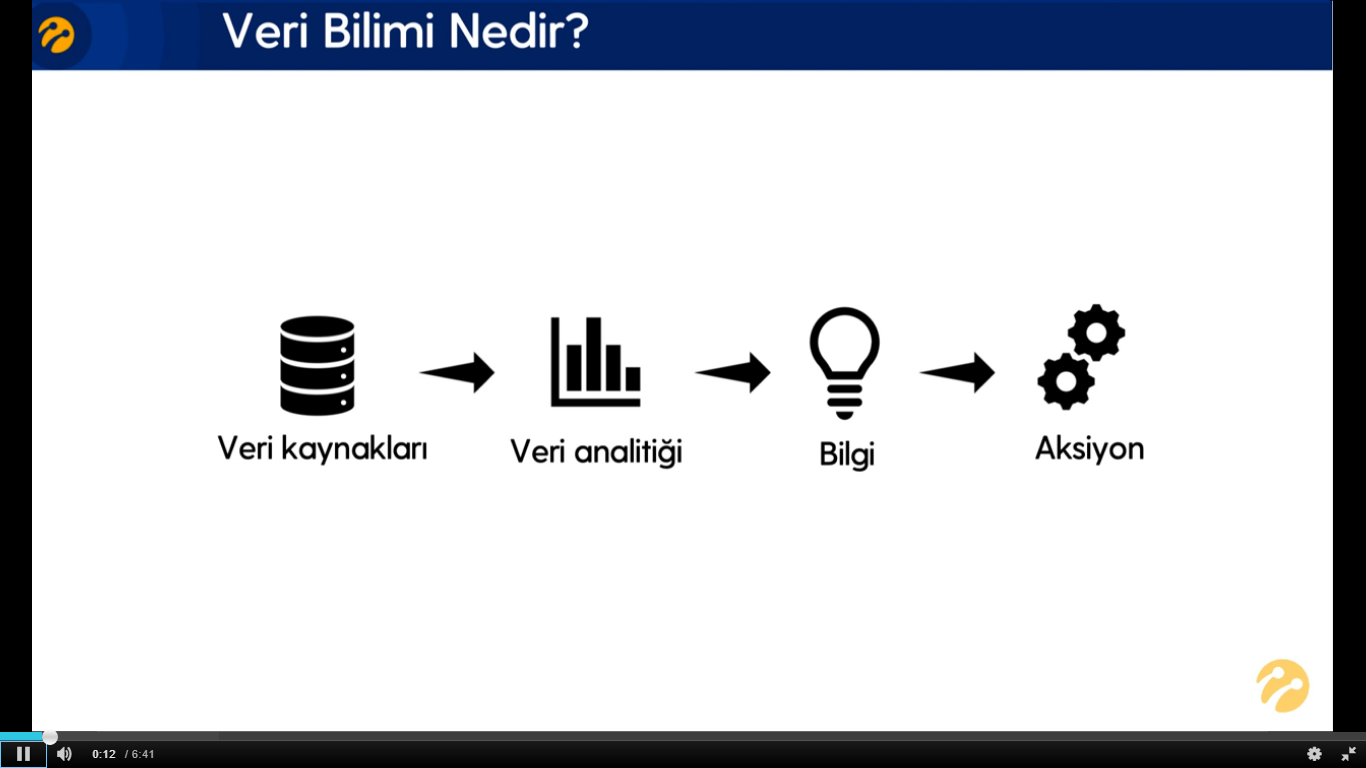 Veri Bilimi Nedir?
Veri kaynakları
Veri analitiği
Bilgi
Aksiyon
0:12 / 6:41